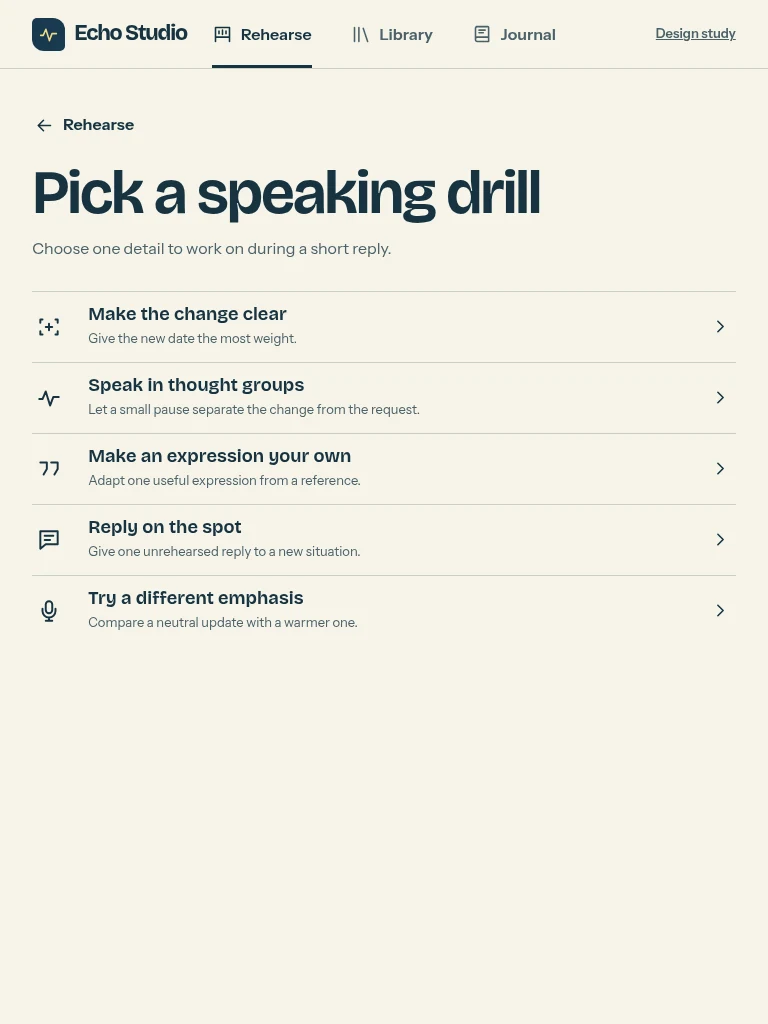 Echo Studio
Rehearse
Library
Journal
Design study
Rehearse
Pick a speaking drill
Choose one detail to work on during a short reply.
Make the change clear
Give the new date the most weight.
Speak in thought groups
Let a small pause separate the change from the request.
Make an expression your own
Adapt one useful expression from a reference.
Reply on the spot
Give one unrehearsed reply to a new situation.
Try a different emphasis
Compare a neutral update with a warmer one.